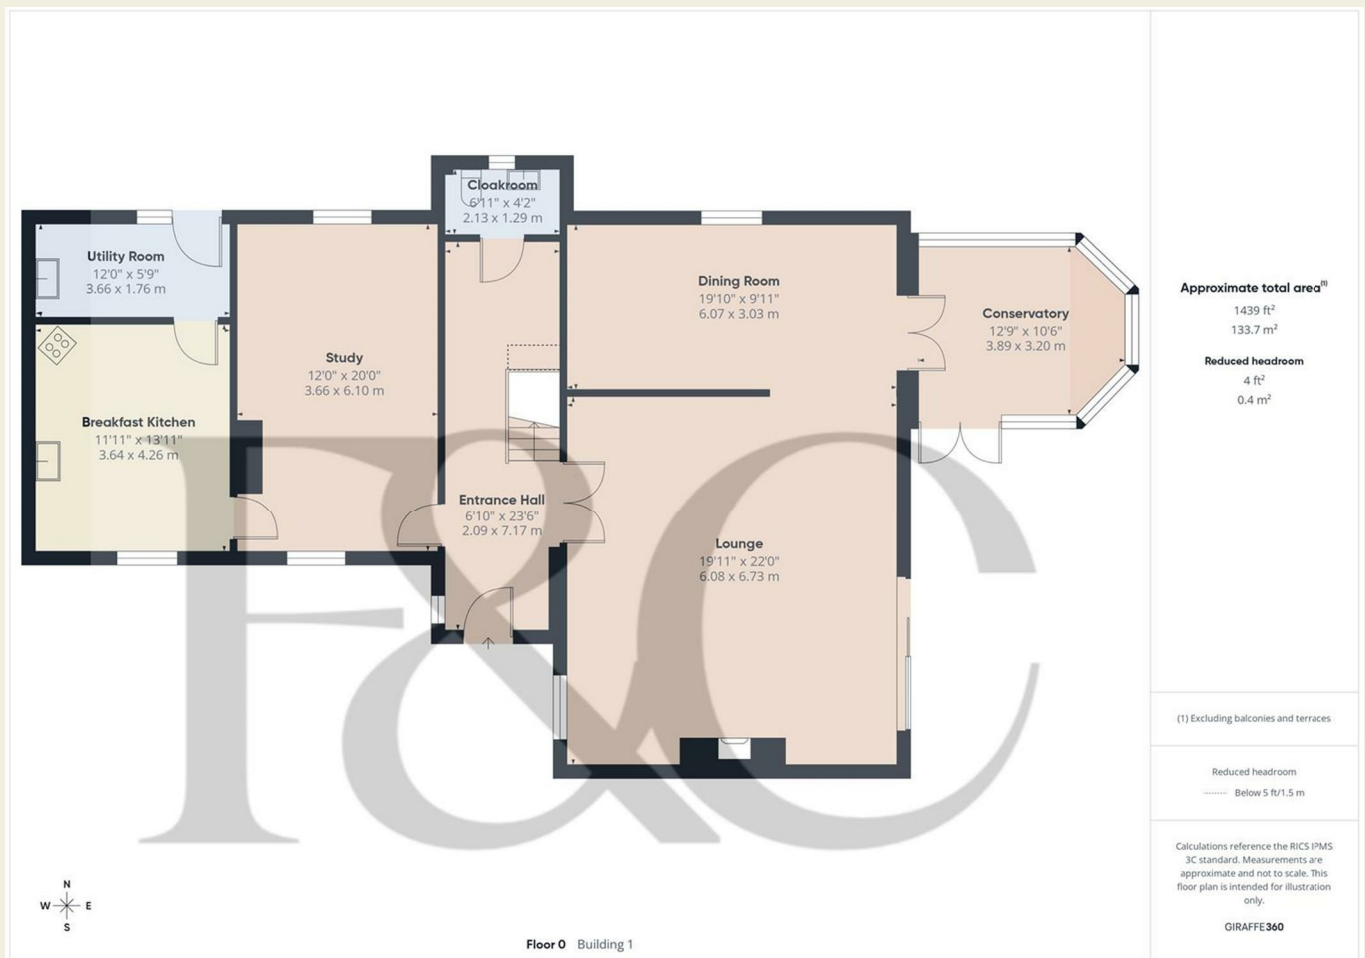 Cloakroom
6'11" x 4'2"
2.13 x 1.29 m
Utility Room
12'0" x 5'9"
3.66 x 1.76 m
Dining Room
19'10" x 9'11"
6.07 x 3.03 m
Conservatory
12'9" x 10'6"
3.89 x 3.20 m
Study
12'0" x 20'0"
3.66 x 6.10 m
Breakfast Kitchen
11'11" x 13'11"
3.64 x 4.26 m
Entrance Hall
6'10" x 23'6"
2.09 x 7.17 m
Lounge
19'11" x 22'0"
6.08 x 6.73 m
F&C
N
W E
S
Floor 0 Building 1
Approximate total area(1)
1439 ft²
133.7 m²
Reduced headroom
4 ft²
0.4 m²
(1) Excluding balconies and terraces
Reduced headroom
Below 5 ft/1.5 m
Calculations reference the RICS IPMS
3C standard. Measurements are
approximate and not to scale. This
floor plan is intended for illustration
only.
GIRAFFE360